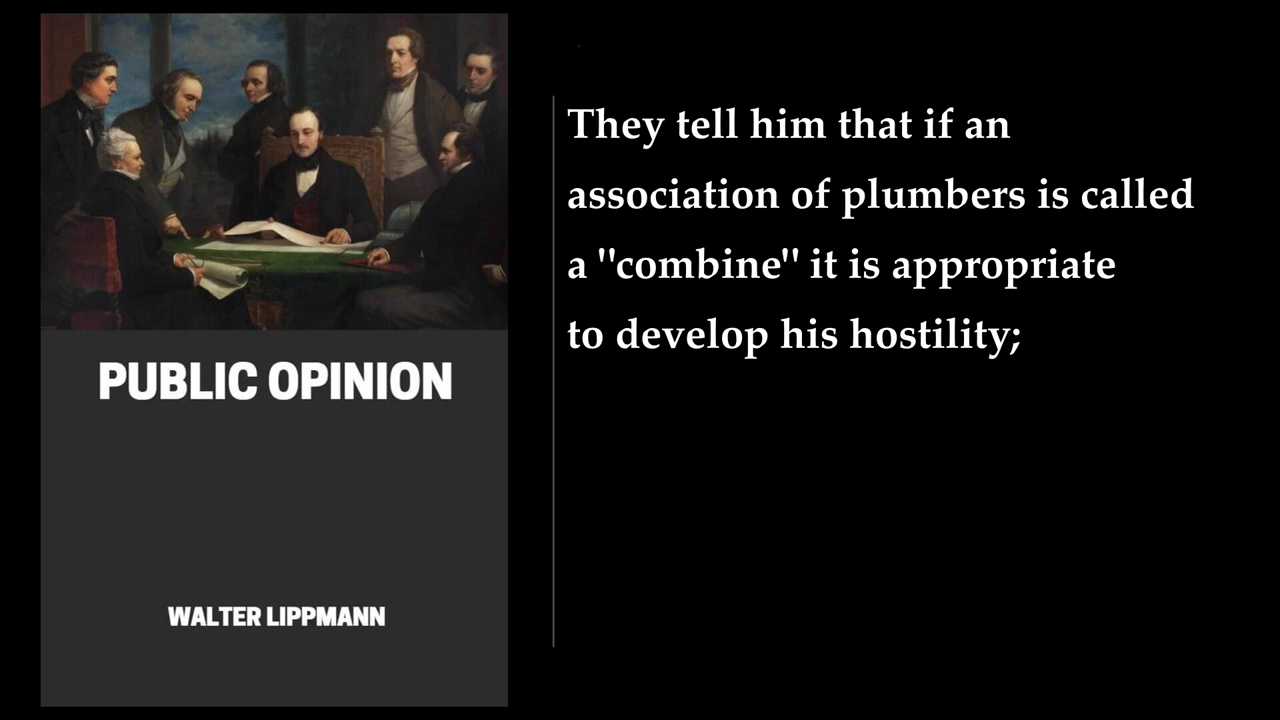 PUBLIC OPINION
WALTER LIPPMANN
They tell him that if an
association of plumbers is called
a "combine" it is appropriate
to develop his hostility;